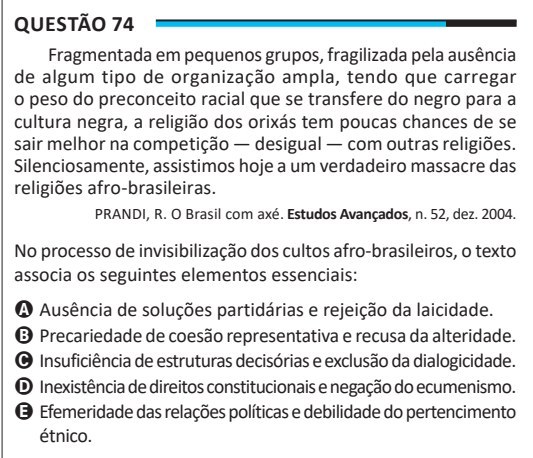 QUESTÃO 74
Fragmentada em pequenos grupos, fragilizada pela ausência
de algum tipo de organização ampla, tendo que carregar
o peso do preconceito racial que se transfere do negro para a
cultura negra, a religião dos orixás tem poucas chances de se
sair melhor na competição — desigual — com outras religiões.
Silenciosamente, assistimos hoje a um verdadeiro massacre das
religiões afro-brasileiras.
PRANDI, R. O Brasil com axé. Estudos Avançados, n. 52, dez. 2004.
No processo de invisibilização dos cultos afro-brasileiros, o texto
associa os seguintes elementos essenciais:
A Ausência de soluções partidárias e rejeição da laicidade.
B Precariedade de coesão representativa e recusa da alteridade.
C Insuficiência de estruturas decisórias e exclusão da dialogicidade.
D Inexistência de direitos constitucionais e negação do ecumenismo.
E Efemeridade das relações políticas e debilidade do pertencimento
étnico.